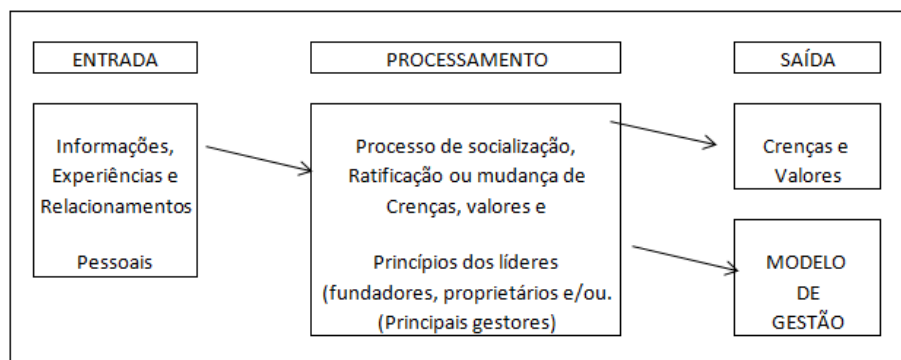 ENTRADA
PROCESSAMENTO
SAÍDA
Informações,
Experiências e
Relacionamentos
Pessoais
Processo de socialização,
Ratificação ou mudança de
Crenças, valores e
Princípios dos líderes
(fundadores, proprietários e/ou.
(Principais gestores)
Crenças e
Valores
MODELO
DE
GESTÃO